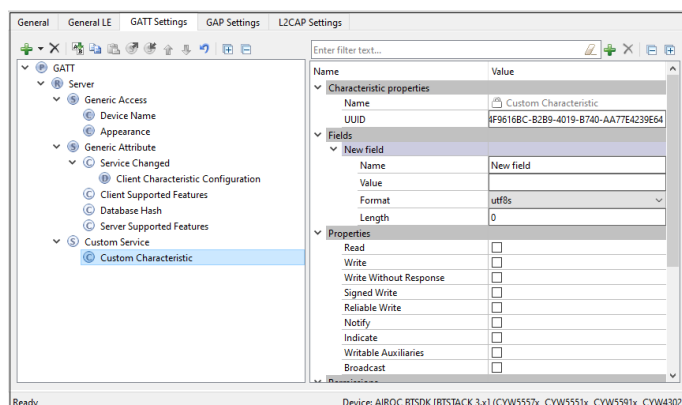 General General LE GATT Settings GAP Settings L2CAP Settings
Enter filter text...
P GATT
R Server
S Generic Access
C Device Name
C Appearance
S Generic Attribute
C Service Changed
D Client Characteristic Configuration
C Client Supported Features
C Database Hash
C Server Supported Features
S Custom Service
C Custom Characteristic
Name Value
Characteristic properties
Name Custom Characteristic
UUID 4F9616BC-B2B9-4019-B740-AA77E4239E64
Fields
New field
Name New field
Value
Format utf8s
Length 0
Properties
Read
Write
Write Without Response
Signed Write
Reliable Write
Notify
Indicate
Writable Auxiliaries
Broadcast
Permissions
Ready Device: AIROC BTSDK [BTSTACK 3.x] (CYW5557x, CYW5551x, CYW5591x, CYW4302